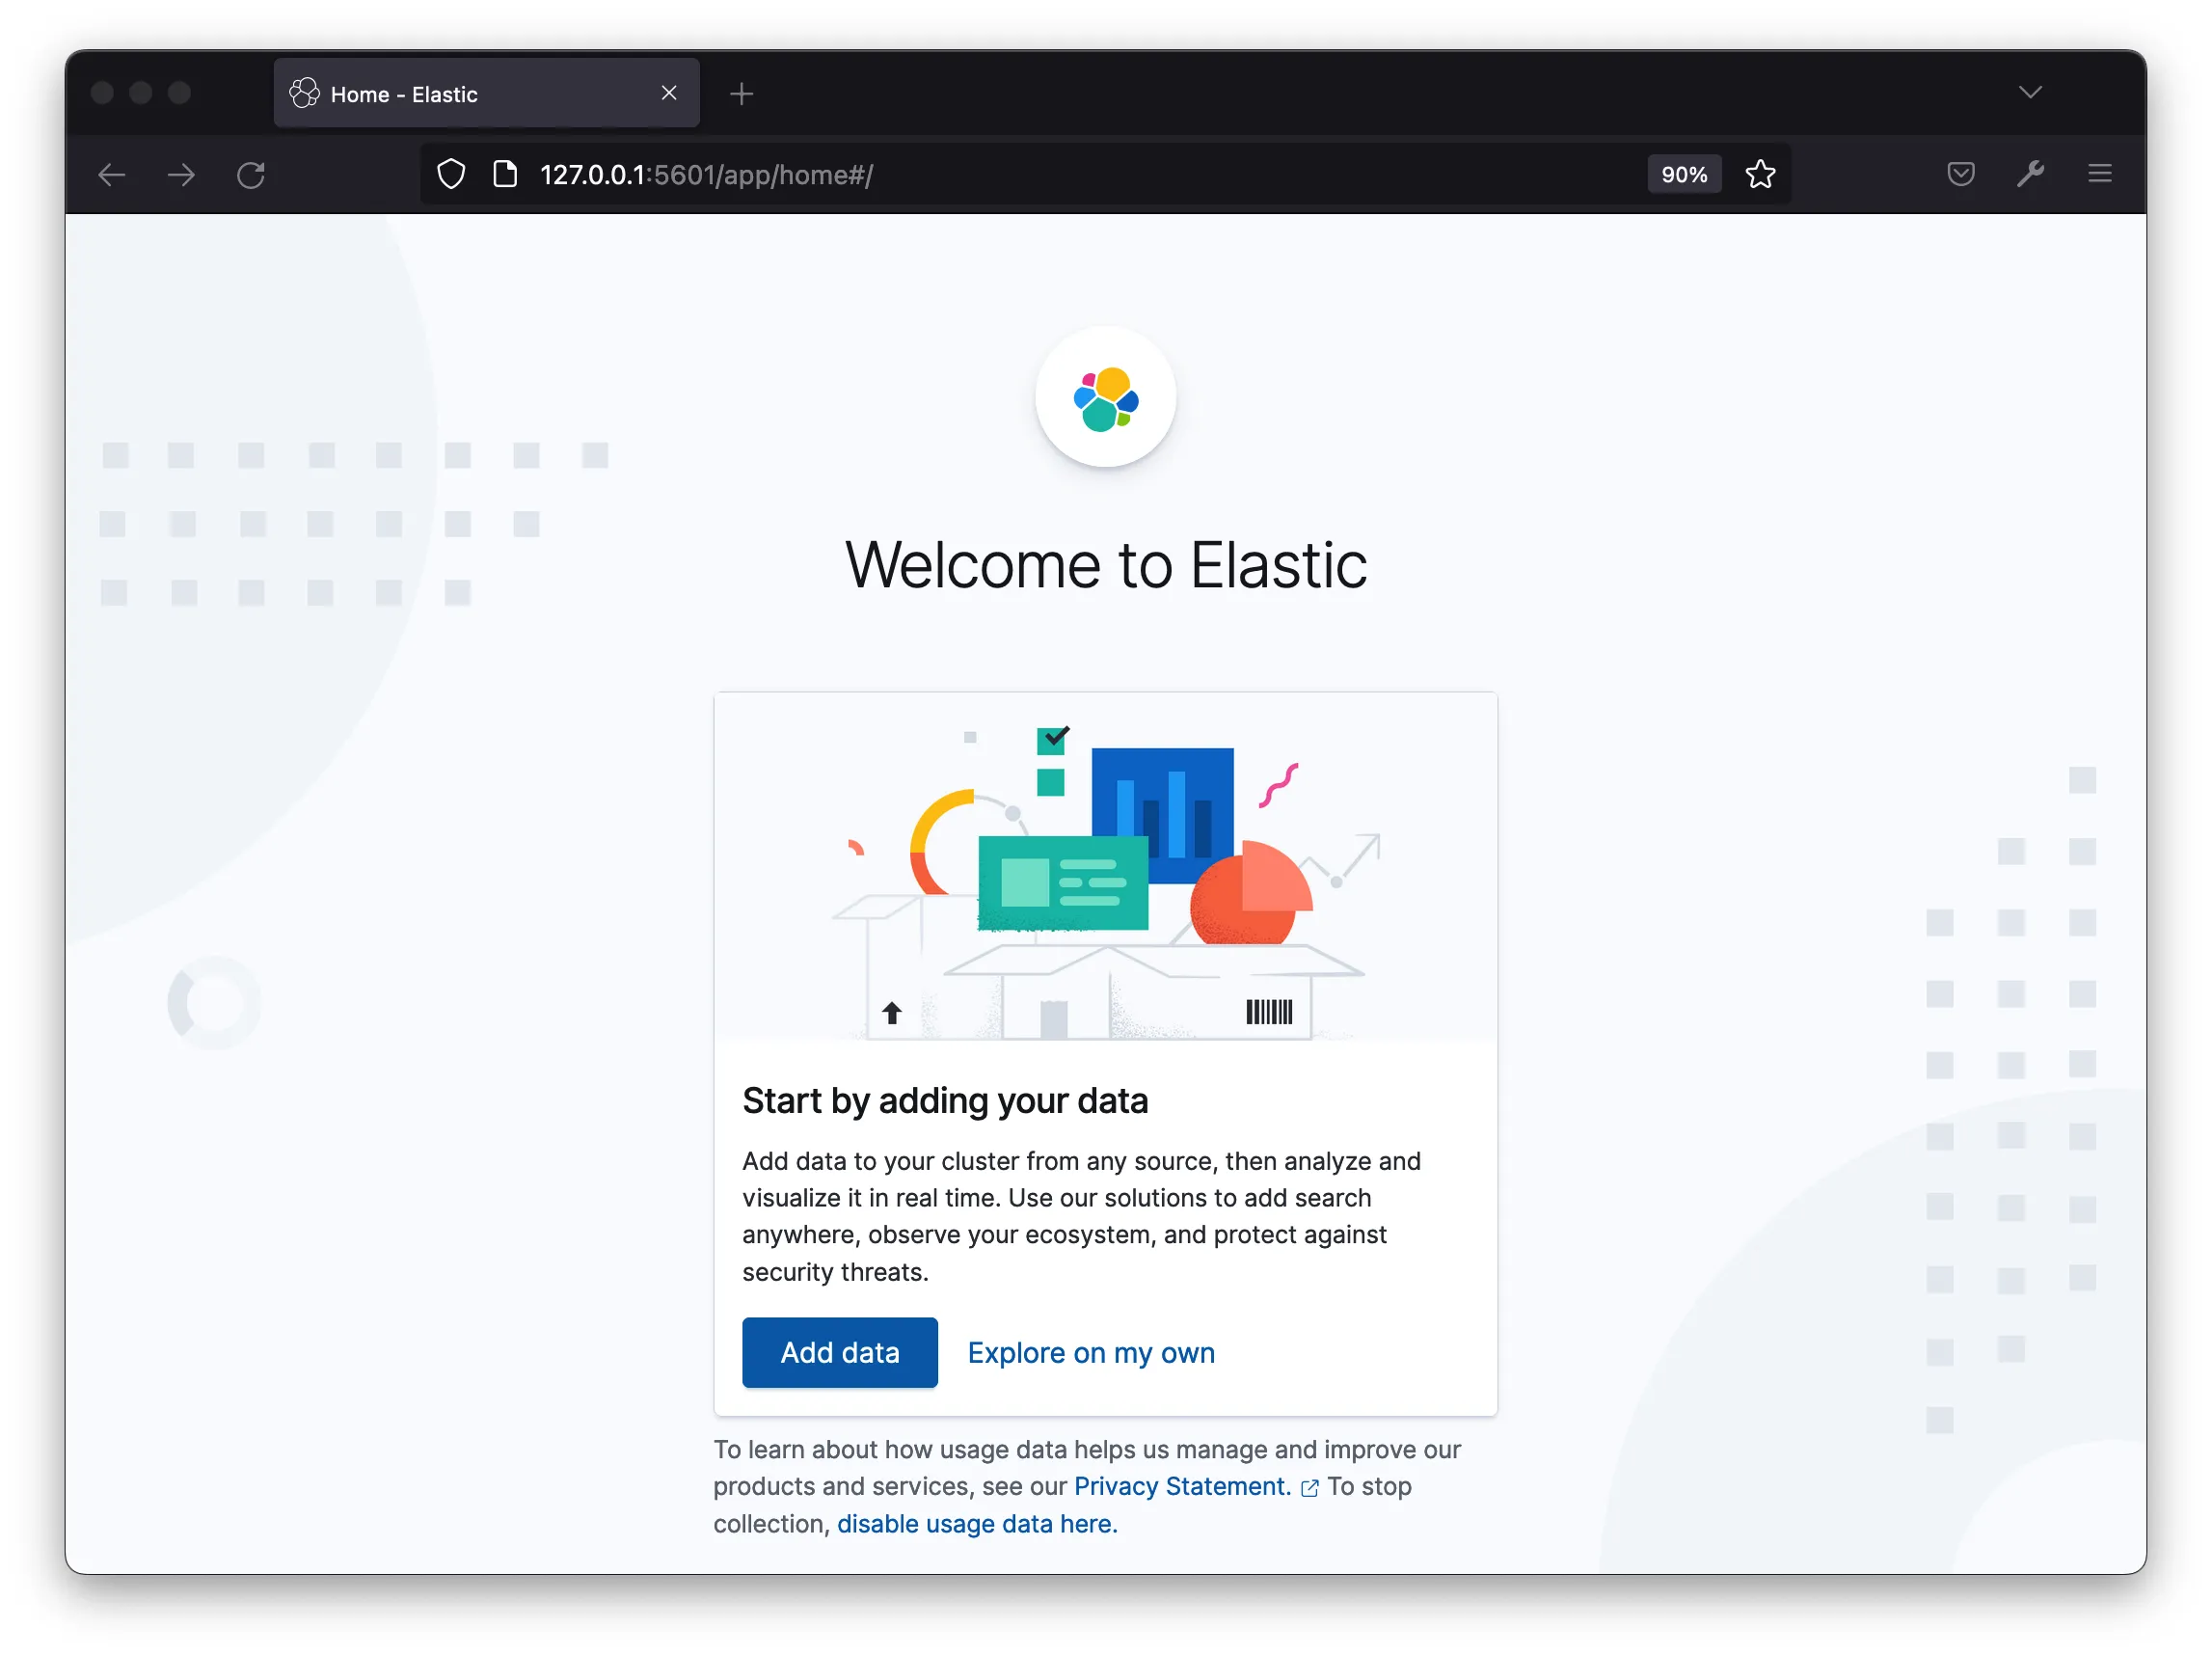 Home - Elastic
127.0.0.1:5601/app/home#/
90%
Welcome to Elastic
Start by adding your data
Add data to your cluster from any source, then analyze and
visualize it in real time. Use our solutions to add search
anywhere, observe your ecosystem, and protect against
security threats.
Add data
Explore on my own
To learn about how usage data helps us manage and improve our
products and services, see our Privacy Statement. To stop
collection, disable usage data here.